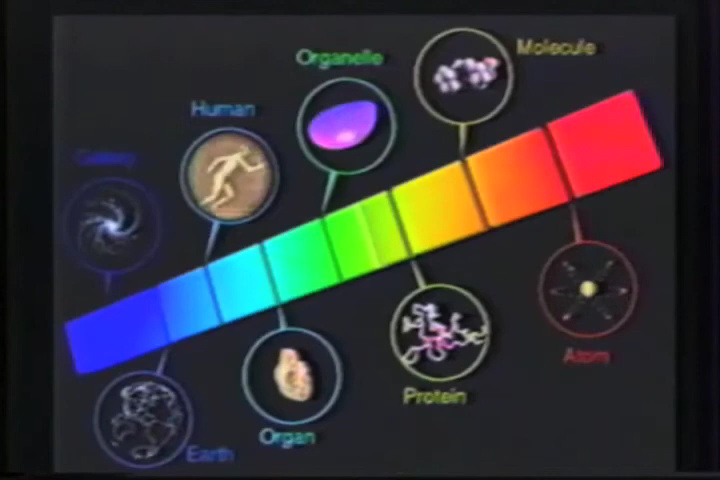 Organelle
Molecule
Human
Galaxy
Atom
Protein
Organ
Earth